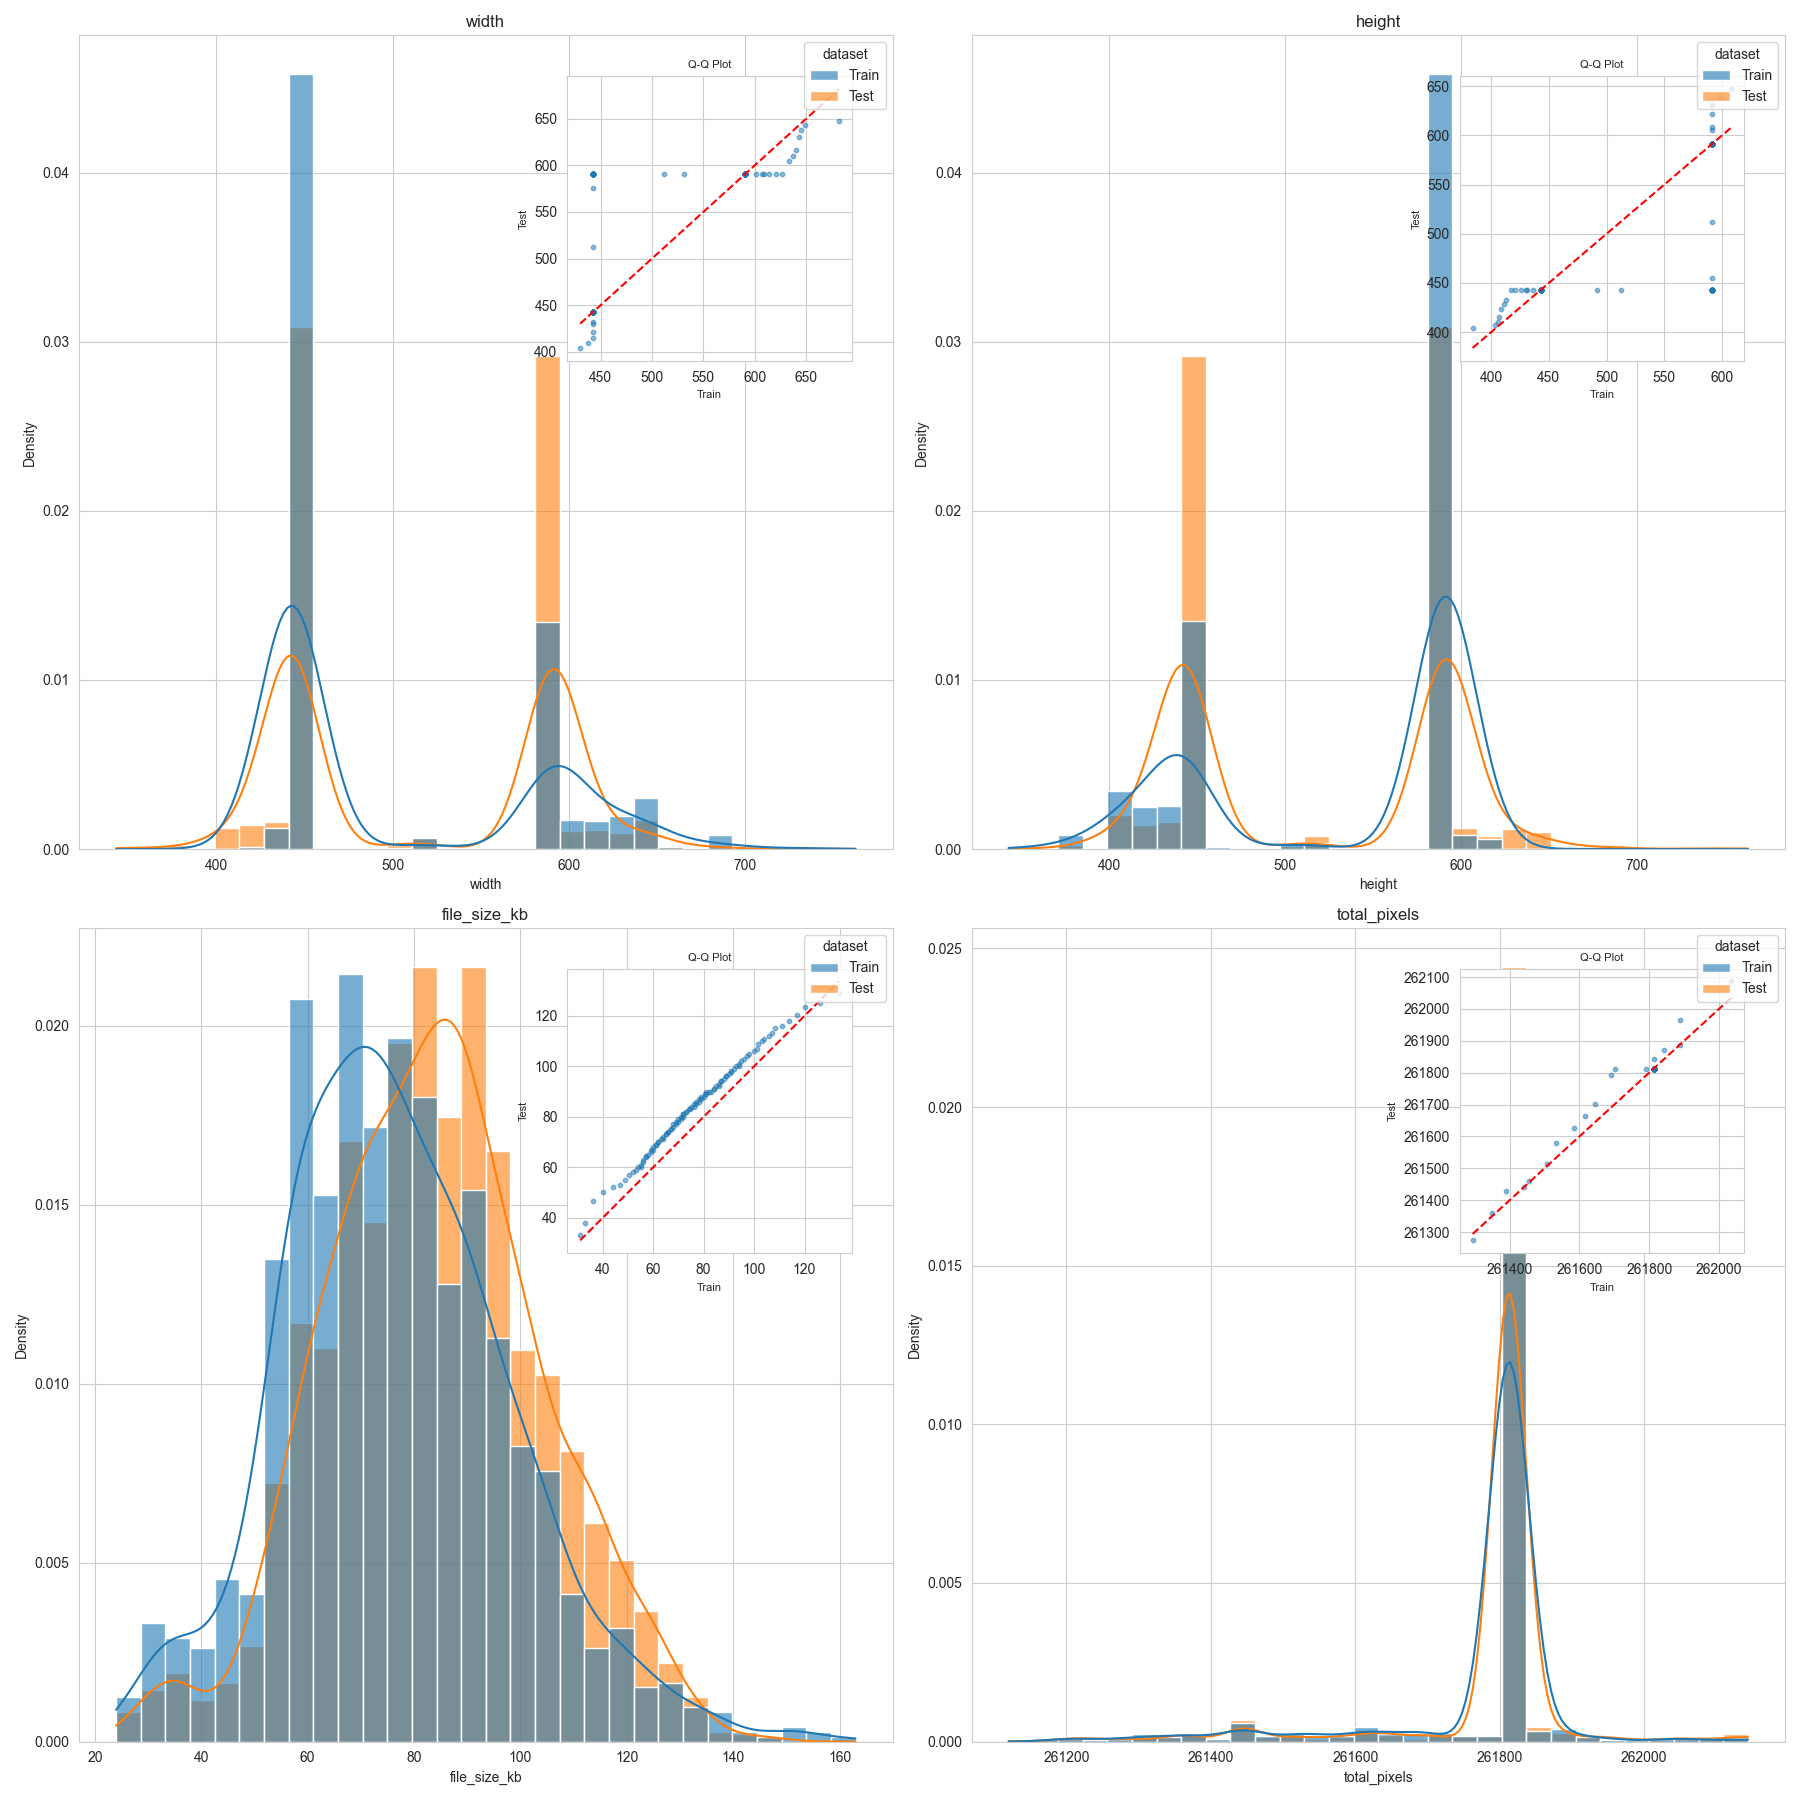 width
height
Q-Q Plot
dataset
Train
Test
650
600
550
500
450
400
Test
450
500
550
600
650
Train
0.04
0.03
0.02
0.01
0.00
Density
400
500
600
700
width
Q-Q Plot
dataset
Train
Test
650
600
550
500
450
400
Test
400
450
500
550
600
Train
0.04
0.03
0.02
0.01
0.00
Density
400
500
600
700
height
file_size_kb
total_pixels
Q-Q Plot
dataset
Train
Test
120
100
80
60
40
Test
40
60
80
100
120
Train
0.020
0.015
0.010
0.005
0.000
Density
20
40
60
80
100
120
140
160
file_size_kb
Q-Q Plot
dataset
Train
Test
262100
262000
261900
261800
261700
261600
261500
261400
261300
Test
261400
261600
261800
262000
Train
0.025
0.020
0.015
0.010
0.005
0.000
Density
261200
261400
261600
261800
262000
total_pixels